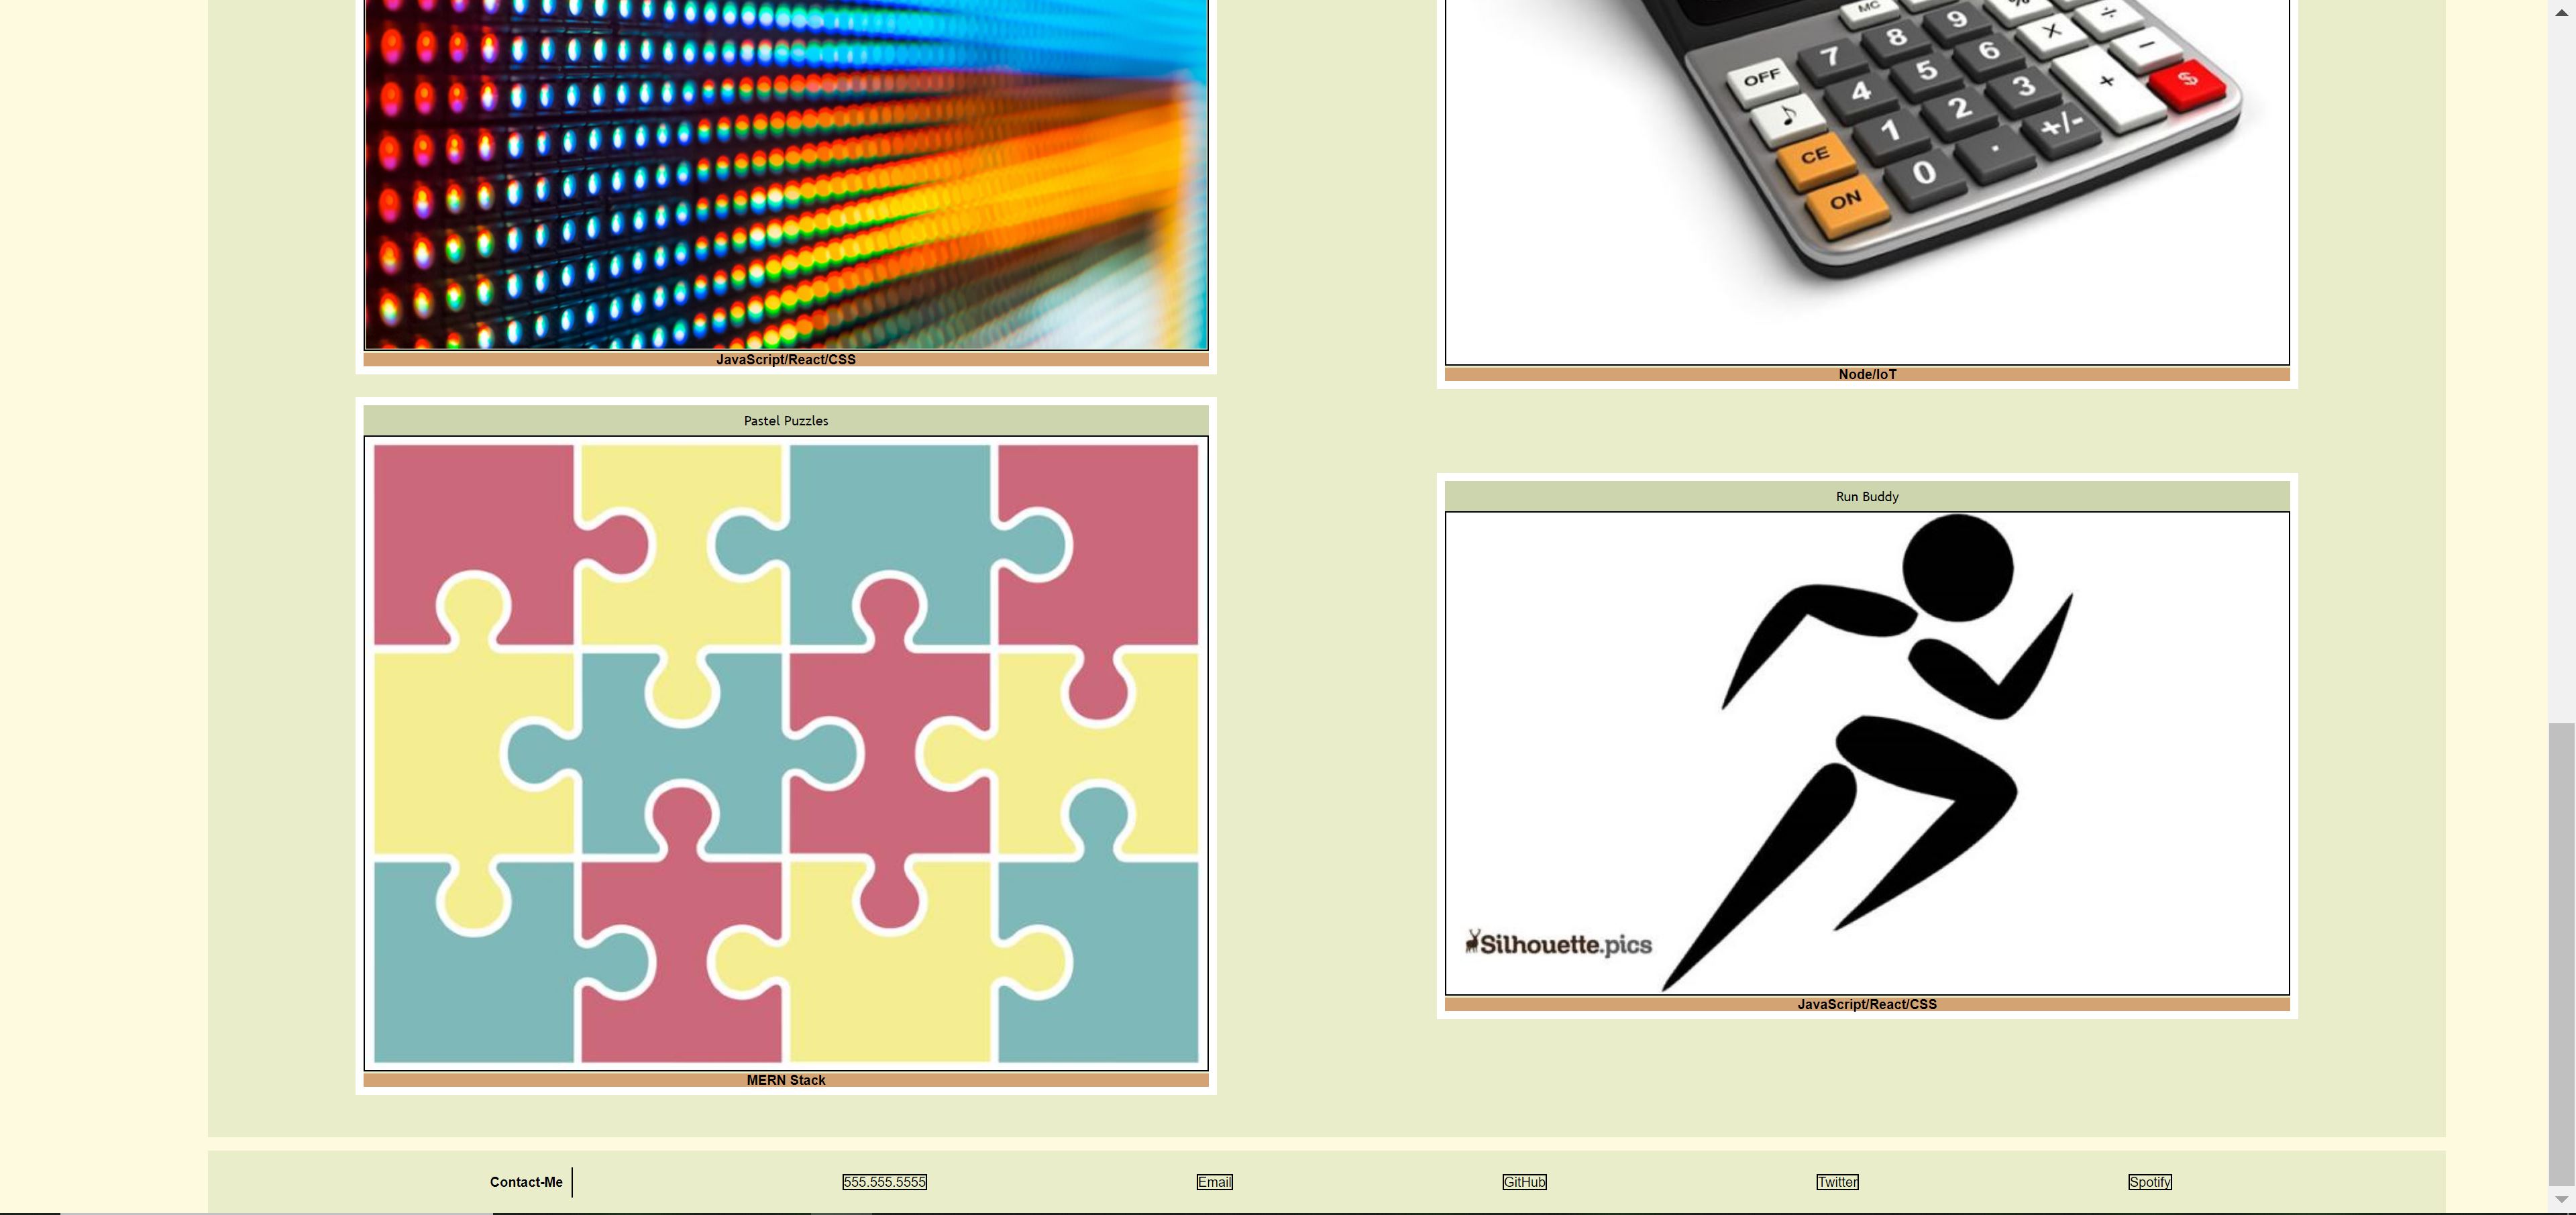 MC
%
÷
9
×
−
8
6
$
7
5
+
OFF
4
3
♪
2
+/-
1
.
CE
0
ON
JavaScript/React/CSS
Node/IoT
Pastel Puzzles
Run Buddy
Silhouette.pics
JavaScript/React/CSS
MERN Stack
Contact-Me
555.555.5555
Email
GitHub
Twitter
Spotify